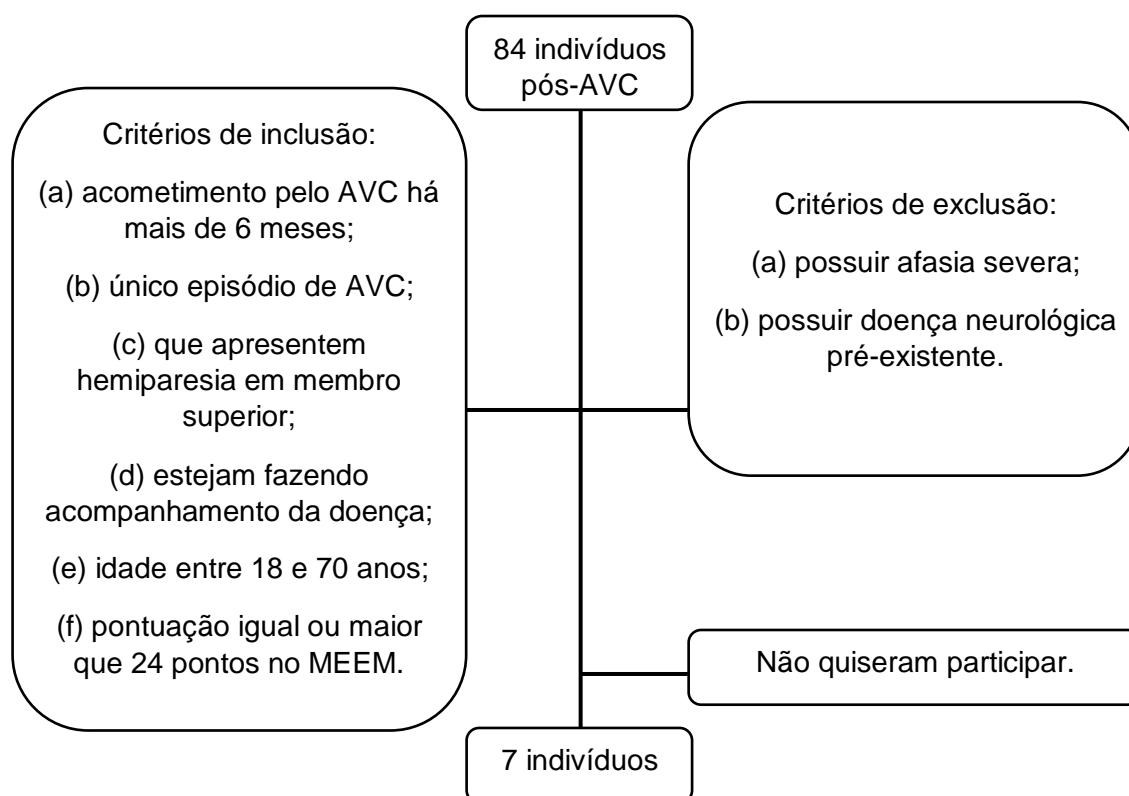 84 indivíduos
pós-AVC
Critérios de inclusão:
(a) acometimento pelo AVC há
mais de 6 meses;
(b) único episódio de AVC;
(c) que apresentem
hemiparesia em membro
superior;
(d) estejam fazendo
acompanhamento da doença;
(e) idade entre 18 e 70 anos;
(f) pontuação igual ou maior
que 24 pontos no MEEM.
Critérios de exclusão:
(a) possuir afasia severa;
(b) possuir doença neurológica
pré-existente.
Não quiseram participar.
7 indivíduos